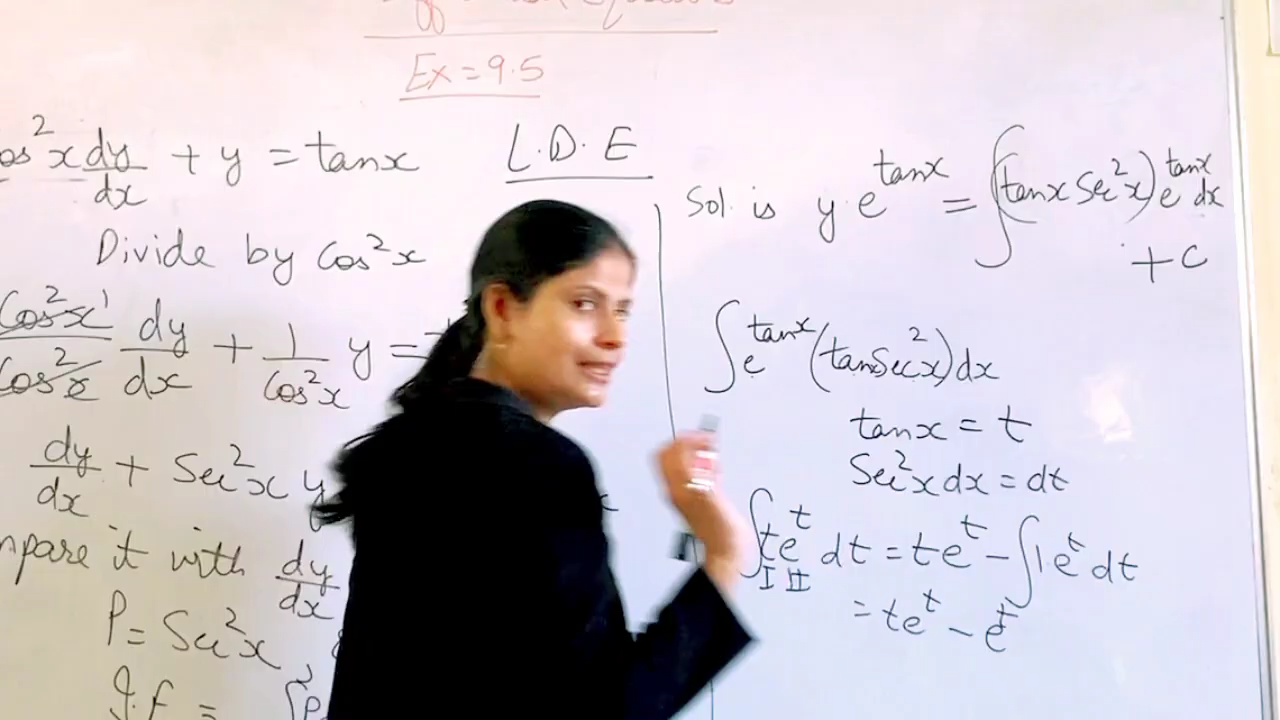 Ex = 9.5
cos²x dy/dx + y = tanx
L.D.E
Divide by cos²x
cos²x/cos²x dy/dx + 1/cos²x y =
dy/dx + Sec²x y
mpare it with dy/dx
P = Sec²x,
I.F = ∫P
Sol. is y·e^tanx = ∫(tanx Sec²x) e^tanx dx
+ C
∫e^tanx (tanx Sec²x) dx
tanx = t
Sec²x dx = dt
∫te^t dt = te^t - ∫1 e^t dt
I II
= te^t - e^t